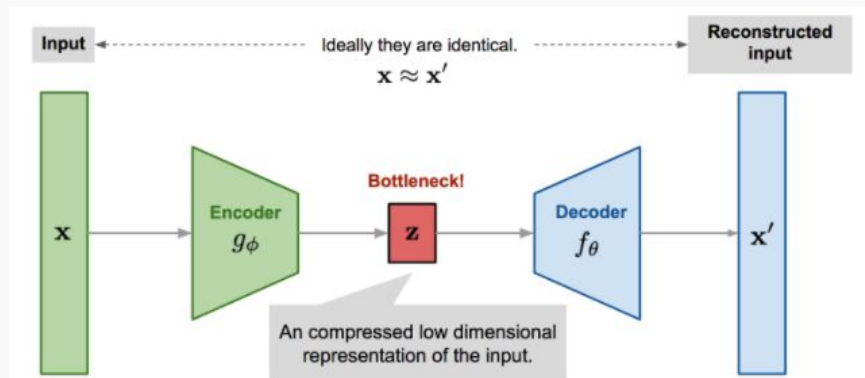 Input
Ideally they are identical.
x ≈ x′
Reconstructed
input
Bottleneck!
x
Encoder
gϕ
z
Decoder
fθ
x′
An compressed low dimensional
representation of the input.